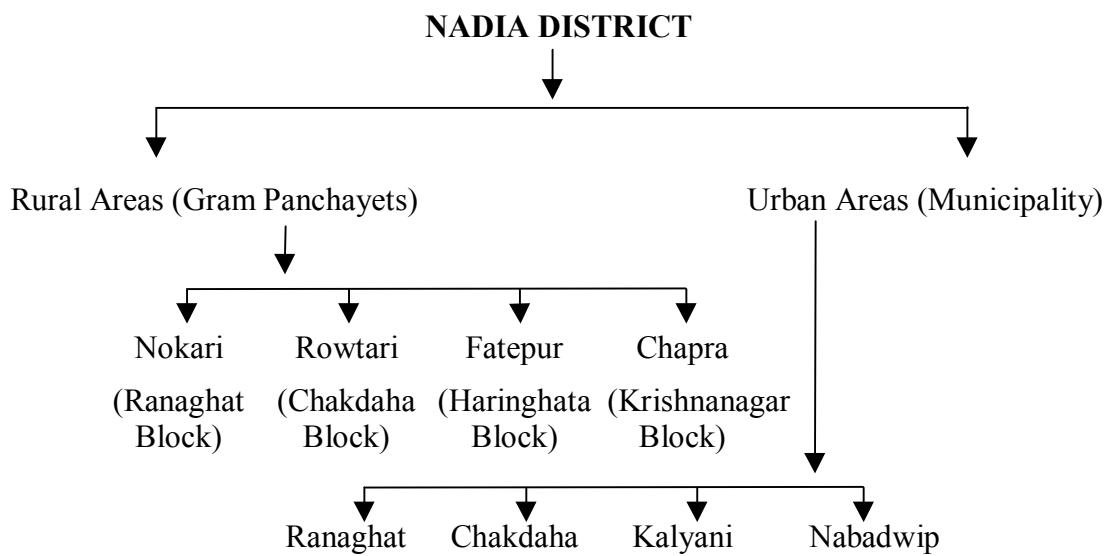 NADIA DISTRICT
Rural Areas (Gram Panchayets)
Urban Areas (Municipality)
Nokari Rowtari Fatepur Chapra
(Ranaghat (Chakdaha (Haringhata (Krishnanagar
Block) Block) Block) Block)
Ranaghat Chakdaha Kalyani Nabadwip